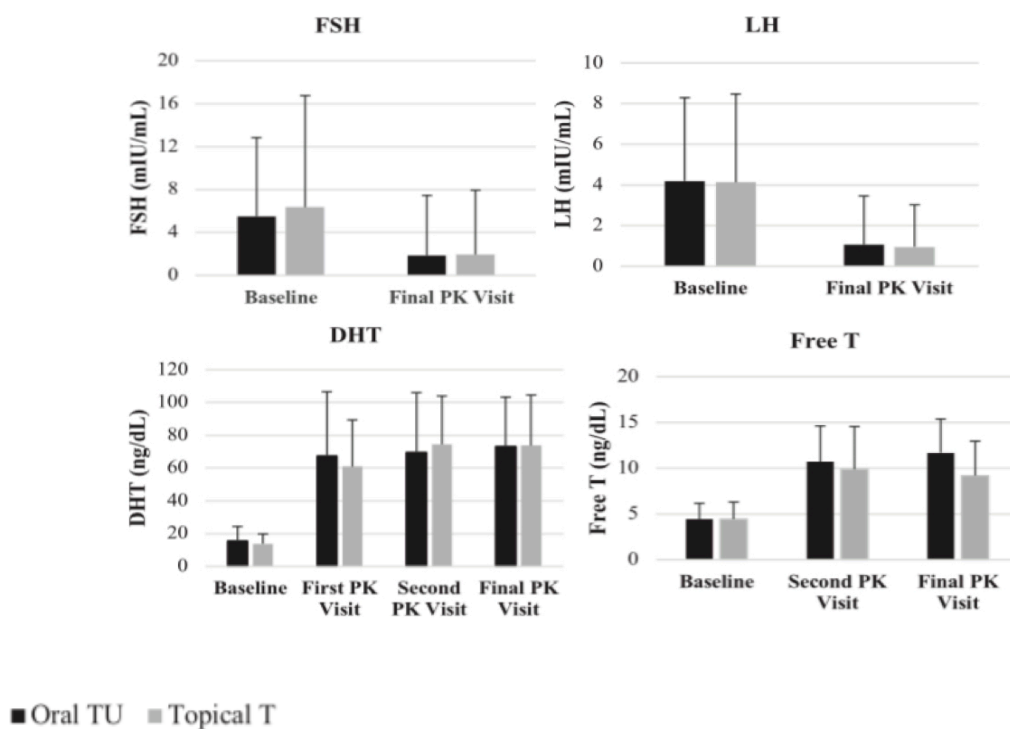 FSH
20
16
12
8
4
0
FSH (mIU/mL)
Baseline Final PK Visit
LH
10
8
6
4
2
0
LH (mIU/mL)
Baseline Final PK Visit
DHT
120
100
80
60
40
20
0
DHT (ng/dL)
Baseline First PK Second Final PK
Visit PK Visit Visit
Free T
20
15
10
5
0
Free T (ng/dL)
Baseline Second PK Final PK
Visit Visit
Oral TU Topical T